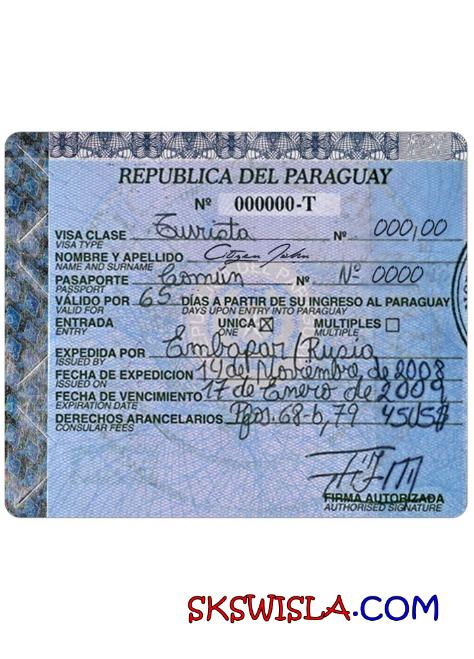 REPUBLICA DEL PARAGUAY
Nº 000000-T
VISA CLASE Turista Nº 000,00
VISA TYPE
NOMBRE Y APELLIDO Citizen John
NAME AND SURNAME
PASAPORTE Común Nº Nº 0000
PASSPORT
VÁLIDO POR 65 DÍAS A PARTIR DE SU INGRESO AL PARAGUAY
VALID FOR DAYS UPON ENTRY INTO PARAGUAY
ENTRADA UNICA ☒ MULTIPLES ☐
ENTRY ONE MULTIPLE
EXPEDIDA POR Embapar/Rusia
ISSUED BY
FECHA DE EXPEDICION 14 de Noviembre de 2008
ISSUED ON
FECHA DE VENCIMIENTO 17 de Enero de 2009
EXPIRATION DATE
DERECHOS ARANCELARIOS 68-b, 79 45US$
CONSULAR FEES
FIRMA AUTORIZADA
AUTHORISED SIGNATURE
SKSWISLA.COM